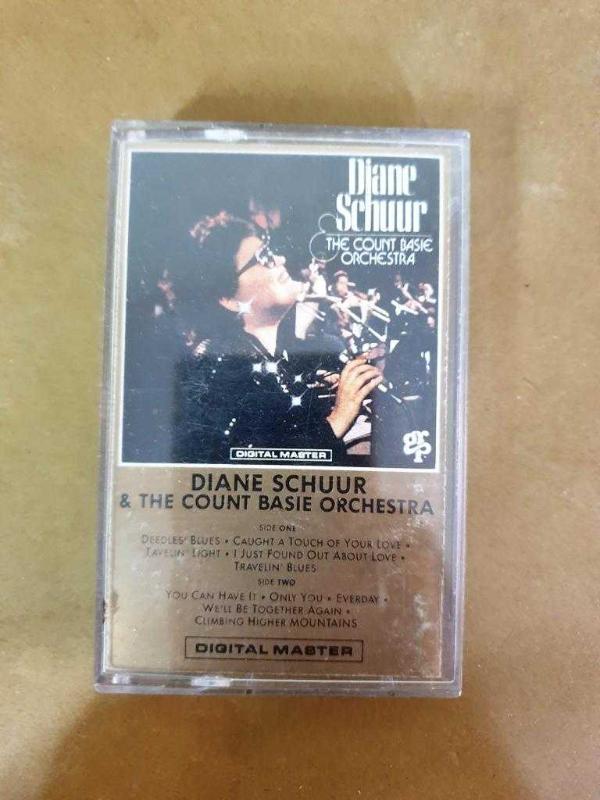 Diane
Schuur
& THE COUNT BASIE
ORCHESTRA
DIGITAL MASTER
grp
DIANE SCHUUR
& THE COUNT BASIE ORCHESTRA
SIDE ONE
DEEDLES' BLUES • CAUGHT A TOUCH OF YOUR LOVE •
TAVELIN' LIGHT • I JUST FOUND OUT ABOUT LOVE •
TRAVELIN' BLUES
SIDE TWO
YOU CAN HAVE IT • ONLY YOU • EVERDAY •
WE'LL BE TOGETHER AGAIN •
CLIMBING HIGHER MOUNTAINS
DIGITAL MASTER